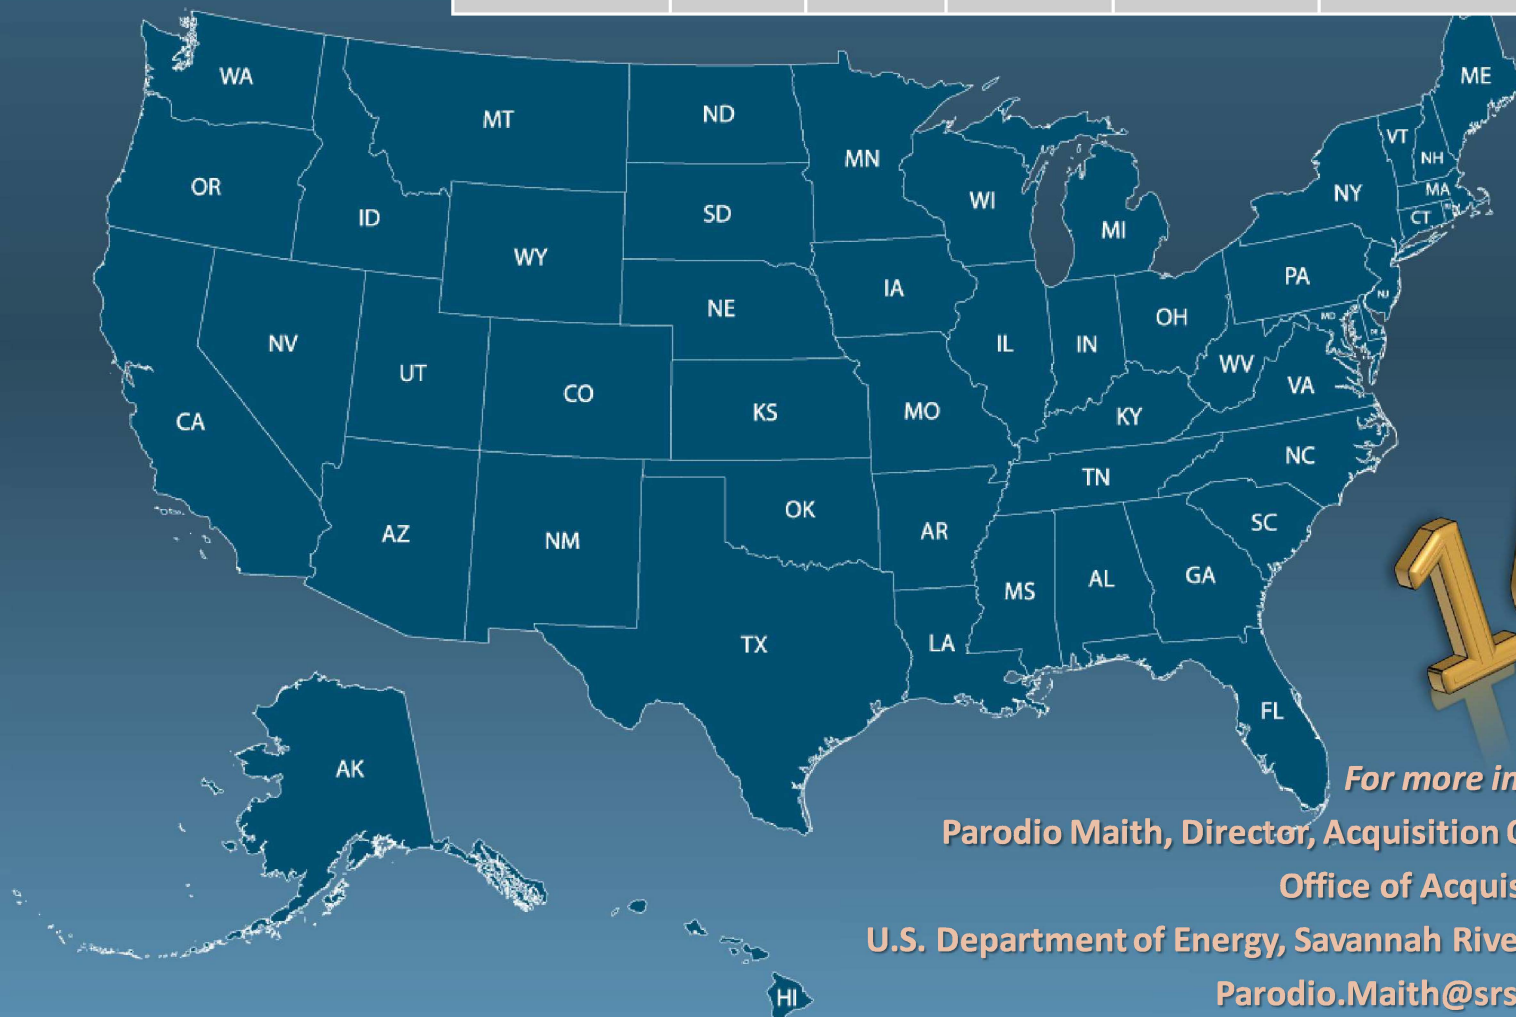 WA
MT
ND
MN
ME
OR
ID
SD
WI
MI
NY
VT
NH
MA
CT
WY
IA
PA
NE
NJ
NV
UT
CO
IL
IN
OH
MD
WV
VA
CA
KS
MO
KY
NC
TN
OK
AZ
NM
AR
SC
MS
AL
GA
TX
LA
FL
AK
HI
1
For more in
Parodio Maith, Director, Acquisition
Office of Acquis
U.S. Department of Energy, Savannah Rive
Parodio.Maith@srs